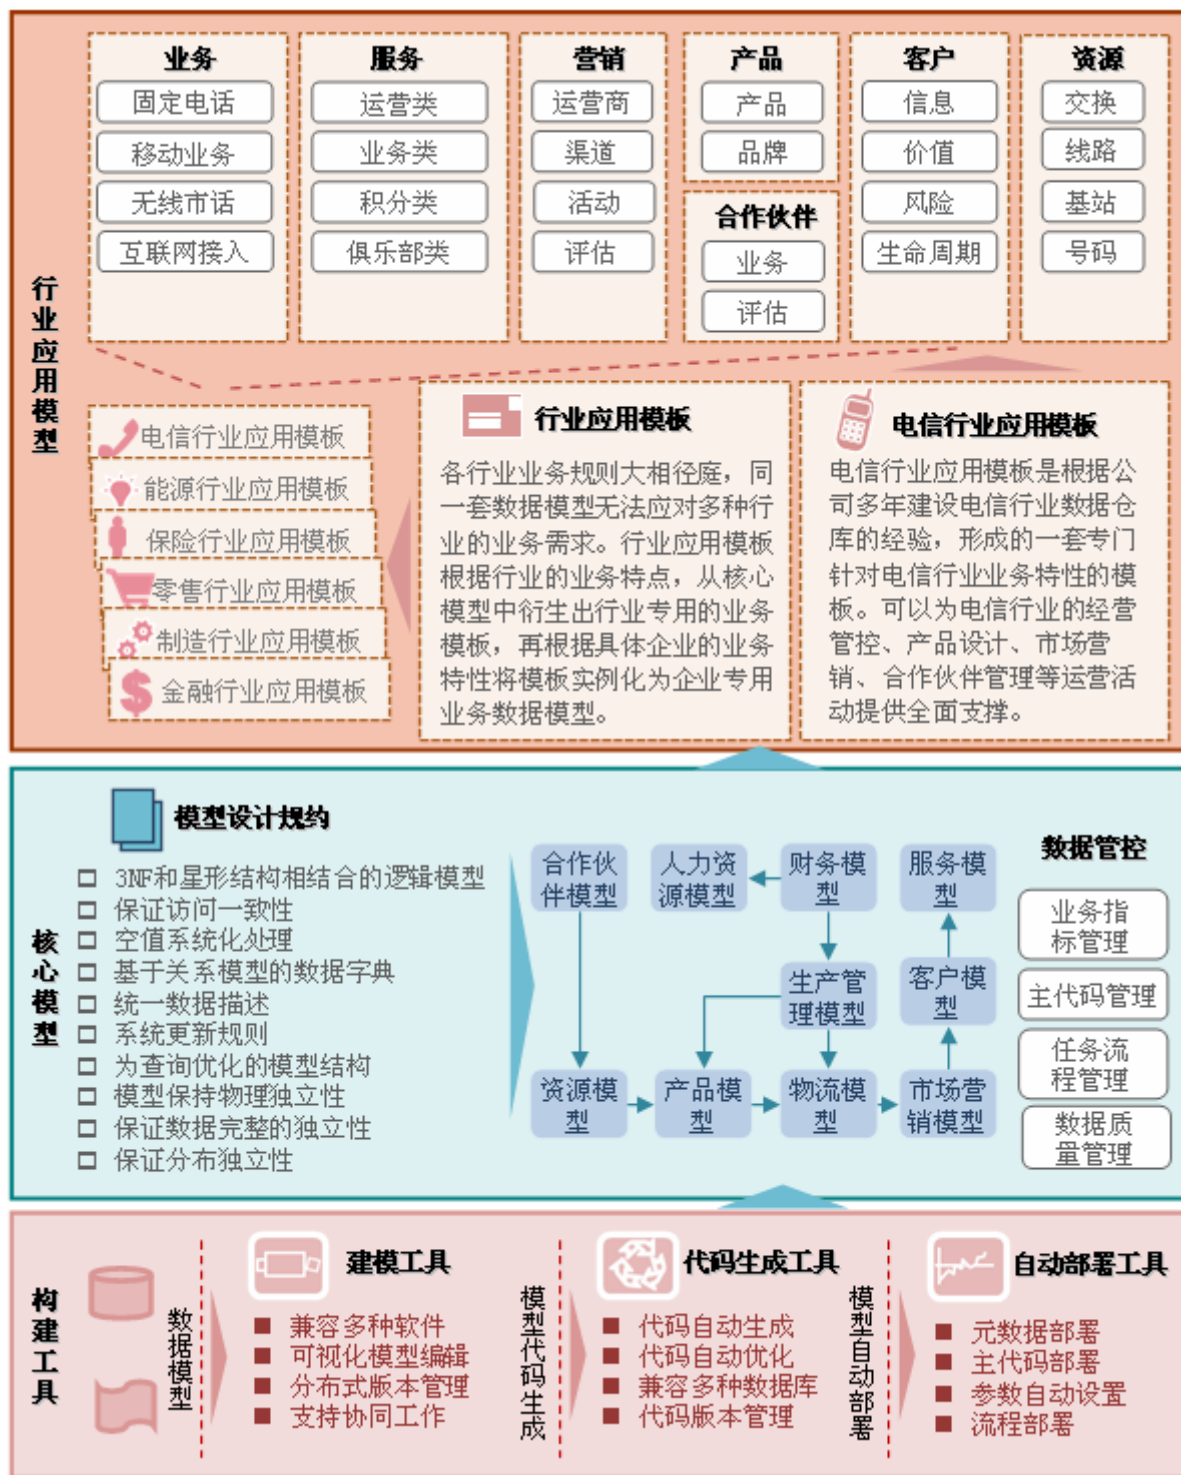 行业应用模型
业务
固定电话
移动业务
无线市话
互联网接入
服务
运营类
业务类
积分类
俱乐部类
营销
运营商
渠道
活动
评估
产品
产品
品牌
合作伙伴
业务
评估
客户
信息
价值
风险
生命周期
资源
交换
线路
基站
号码
电信行业应用模板
能源行业应用模板
保险行业应用模板
零售行业应用模板
制造行业应用模板
金融行业应用模板
行业应用模板
各行业业务规则大相径庭，同
一套数据模型无法应对多种行
业的业务需求。行业应用模板
根据行业的业务特点，从核心
模型中衍生出行业专用的业务
模板，再根据具体企业的业务
特性将模板实例化为企业专用
业务数据模型。
电信行业应用模板
电信行业应用模板是根据公
司多年建设电信行业数据仓
库的经验，形成的一套专门
针对电信行业业务特性的模
板。可以为电信行业的经营
管控、产品设计、市场营
销、合作伙伴管理等运营活
动提供全面支撑。
核心模型
模型设计规约
3NF和星形结构相结合的逻辑模型
保证访问一致性
空值系统化处理
基于关系模型的数据字典
统一数据描述
系统更新规则
为查询优化的模型结构
模型保持物理独立性
保证数据完整的独立性
保证分布独立性
合作伙
伴模型
人力资
源模型
财务模
型
服务模
型
生产管
理模型
客户模
型
资源模
型
产品模
型
物流模
型
市场营
销模型
数据管控
业务指
标管理
主代码管理
任务流
程管理
数据质
量管理
构建工具
数据模型
建模工具
兼容多种软件
可视化模型编辑
分布式版本管理
支持协同工作
模型代码生成
代码生成工具
代码自动生成
代码自动优化
兼容多种数据库
代码版本管理
模型自动部署
自动部署工具
元数据部署
主代码部署
参数自动设置
流程部署